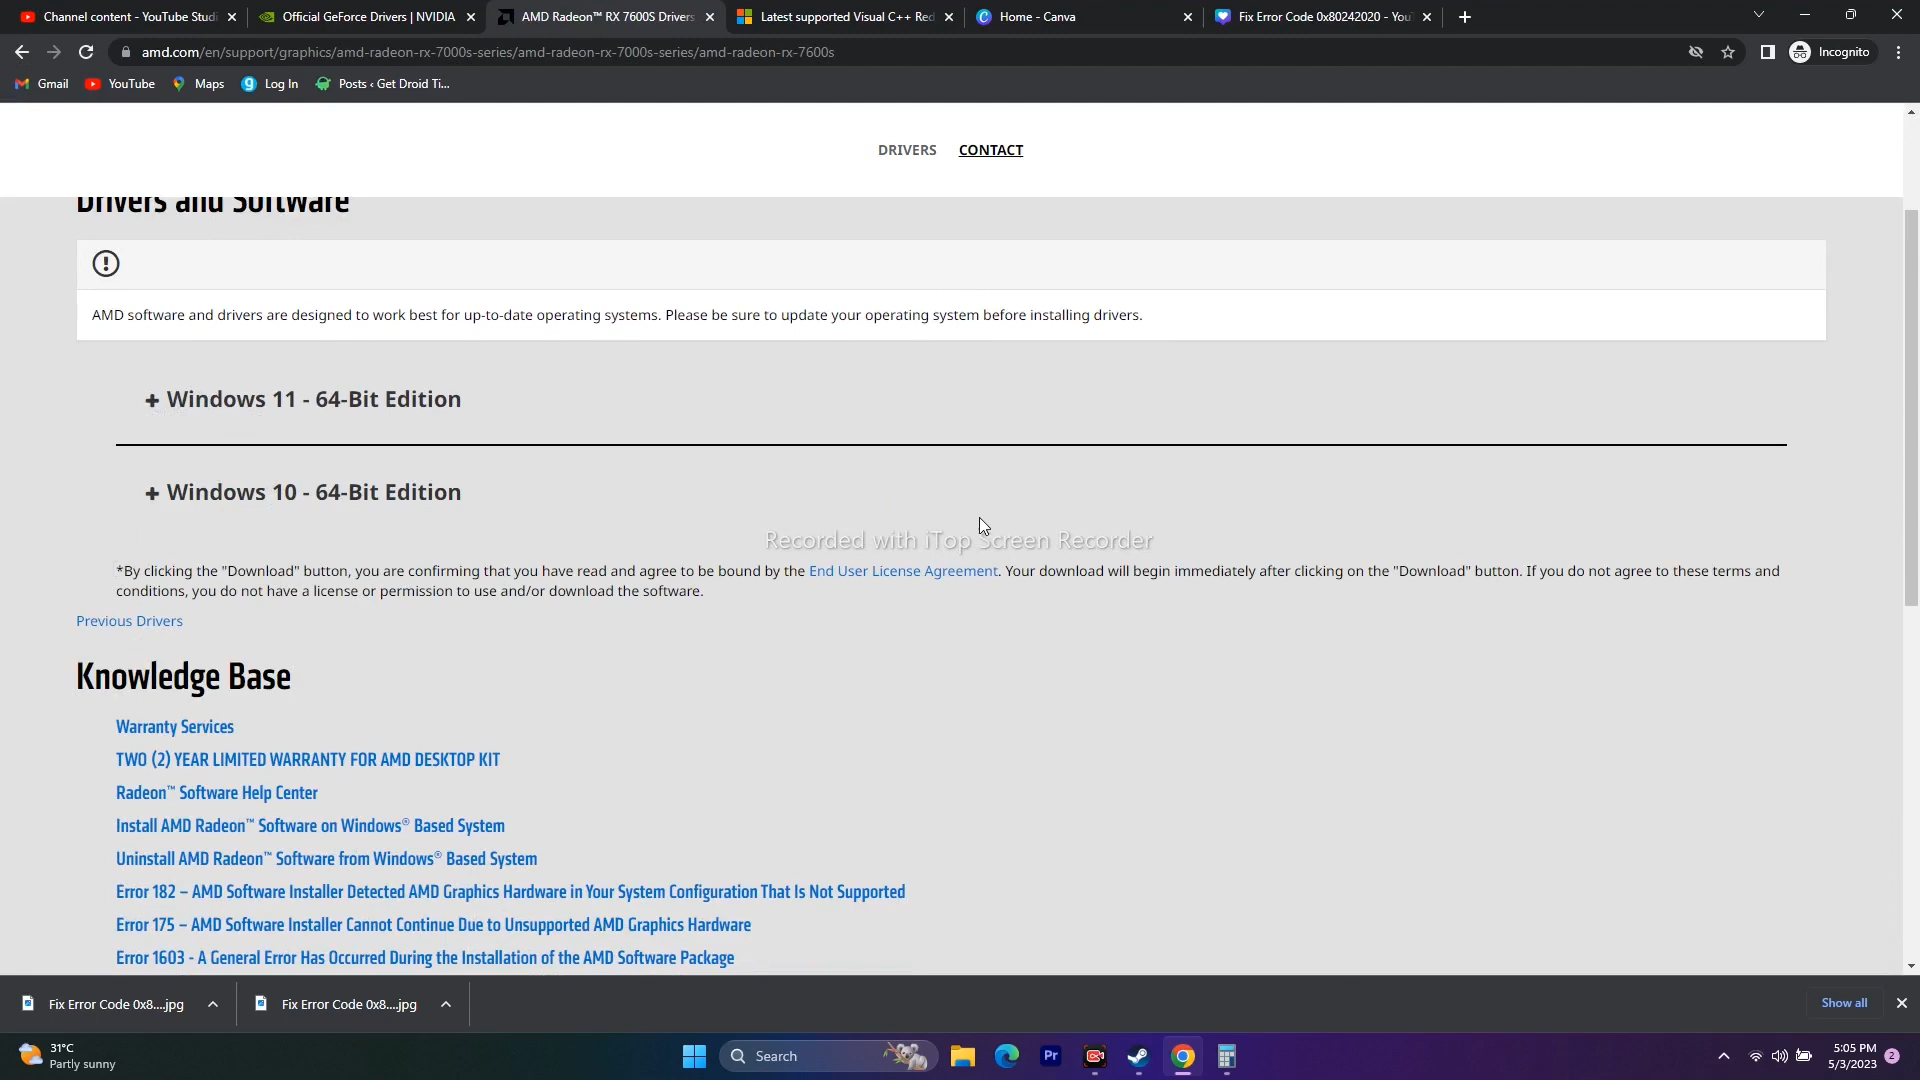 Channel content - YouTube Studi
Official GeForce Drivers | NVIDIA
AMD Radeon™ RX 7600S Drivers
Latest supported Visual C++ Red
Home - Canva
Fix Error Code 0x80242020 - You
amd.com/en/support/graphics/amd-radeon-rx-7000s-series/amd-radeon-rx-7000s-series/amd-radeon-rx-7600s
Incognito
Gmail
YouTube
Maps
Log In
Posts ‹ Get Droid Ti...
DRIVERS
CONTACT
Drivers and Software
AMD software and drivers are designed to work best for up-to-date operating systems. Please be sure to update your operating system before installing drivers.
+ Windows 11 - 64-Bit Edition
+ Windows 10 - 64-Bit Edition
Recorded with iTop Screen Recorder
*By clicking the "Download" button, you are confirming that you have read and agree to be bound by the End User License Agreement. Your download will begin immediately after clicking on the "Download" button. If you do not agree to these terms and
conditions, you do not have a license or permission to use and/or download the software.
Previous Drivers
Knowledge Base
Warranty Services
TWO (2) YEAR LIMITED WARRANTY FOR AMD DESKTOP KIT
Radeon™ Software Help Center
Install AMD Radeon™ Software on Windows® Based System
Uninstall AMD Radeon™ Software from Windows® Based System
Error 182 – AMD Software Installer Detected AMD Graphics Hardware in Your System Configuration That Is Not Supported
Error 175 – AMD Software Installer Cannot Continue Due to Unsupported AMD Graphics Hardware
Error 1603 - A General Error Has Occurred During the Installation of the AMD Software Package
Fix Error Code 0x8....jpg
Fix Error Code 0x8....jpg
Show all
31°C
Partly sunny
Search
Pr
5:05 PM
5/3/2023
2